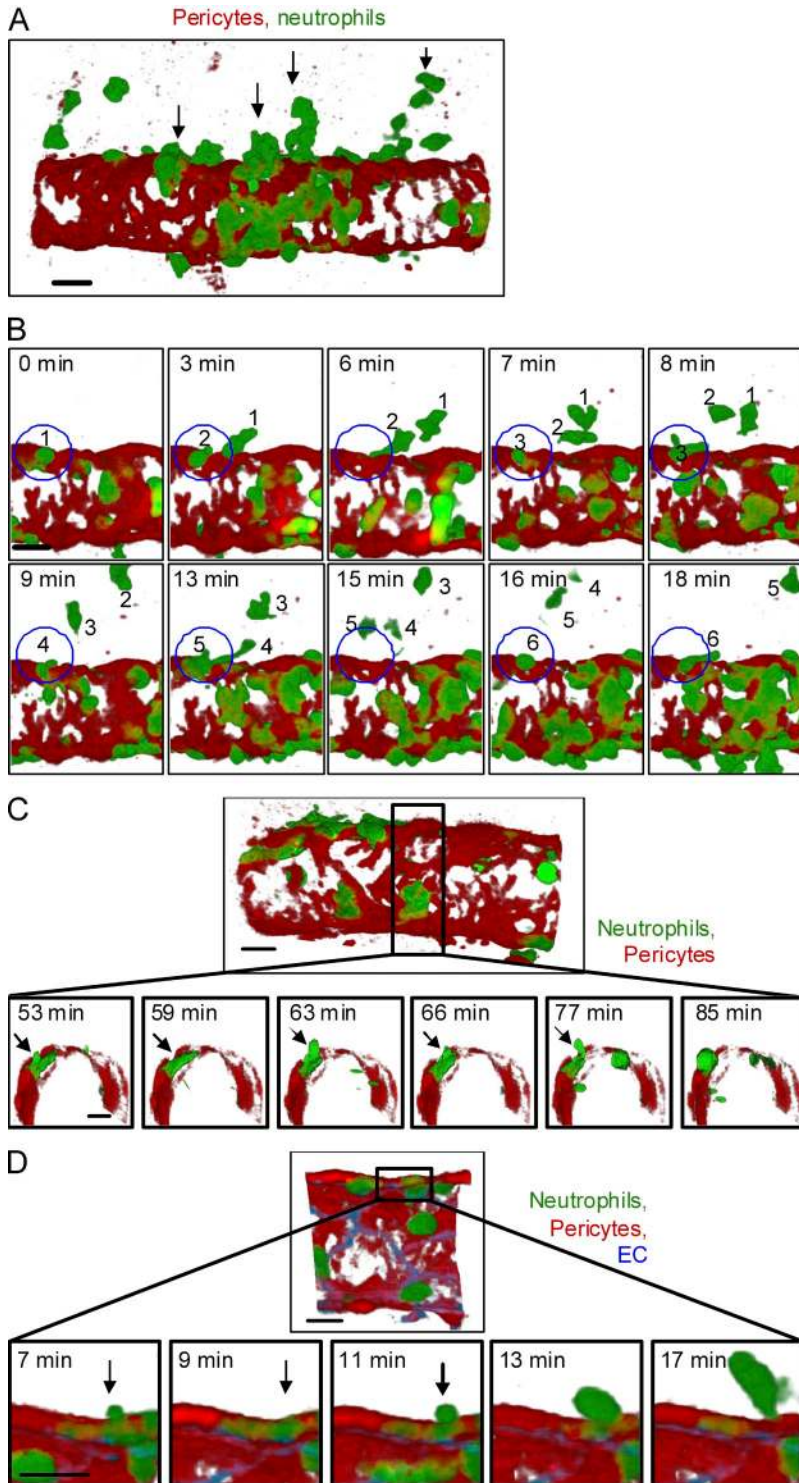 A
Pericytes, neutrophils
B
0 min
3 min
6 min
7 min
8 min
1
2
1
2
1
3
1
2
3
2
1
9 min
13 min
15 min
16 min
18 min
4
3
2
5
4
3
5
4
3
6
5
4
6
5
C
Neutrophils,
Pericytes
53 min
59 min
63 min
66 min
77 min
85 min
D
Neutrophils,
Pericytes,
EC
7 min
9 min
11 min
13 min
17 min